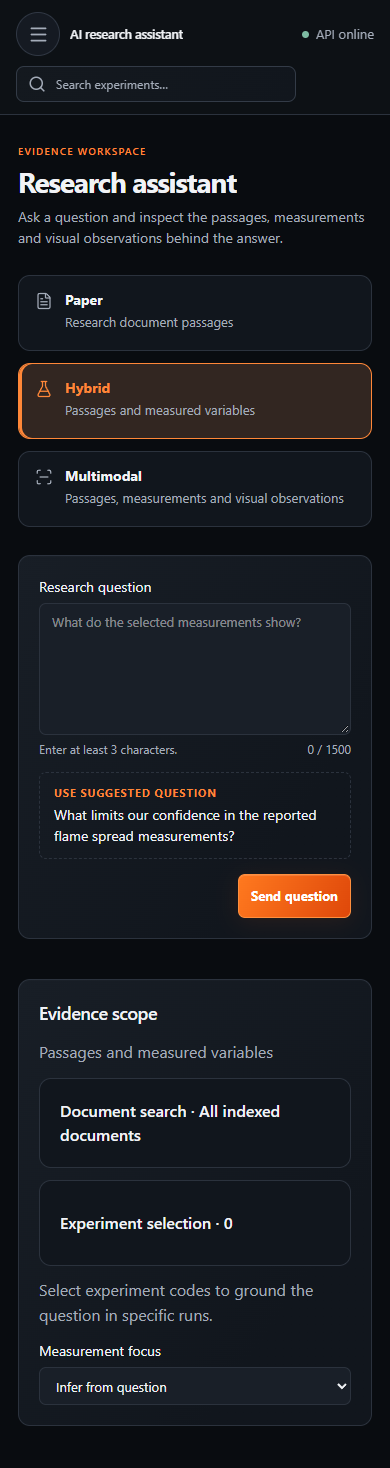 AI research assistant
API online
Search experiments...
EVIDENCE WORKSPACE
Research assistant
Ask a question and inspect the passages, measurements
and visual observations behind the answer.
Paper
Research document passages
Hybrid
Passages and measured variables
Multimodal
Passages, measurements and visual observations
Research question
What do the selected measurements show?
Enter at least 3 characters.
0 / 1500
USE SUGGESTED QUESTION
What limits our confidence in the reported
flame spread measurements?
Send question
Evidence scope
Passages and measured variables
Document search · All indexed
documents
Experiment selection · 0
Select experiment codes to ground the
question in specific runs.
Measurement focus
Infer from question